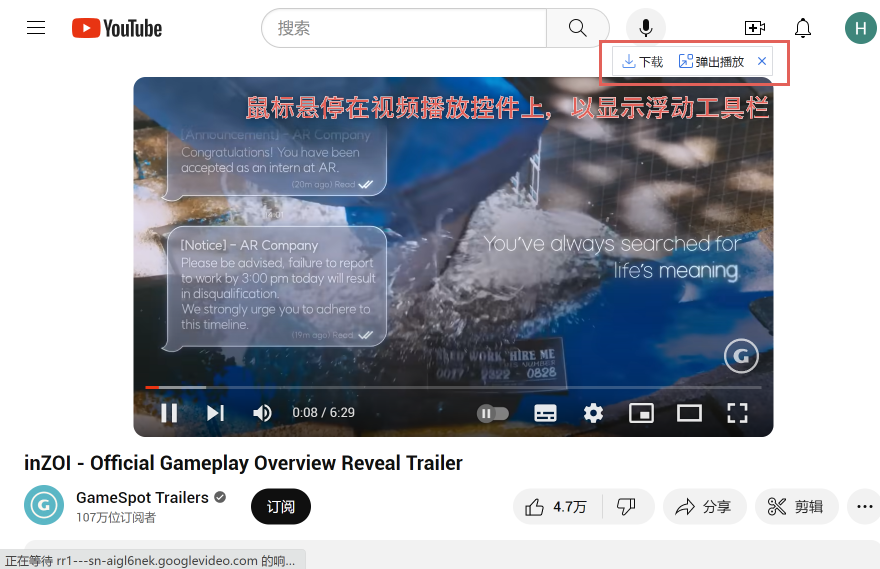 YouTube
搜索
H
下载 弹出播放
鼠标悬停在视频播放控件上，以显示浮动工具栏
[Announcement] - AR Company
Congratulations! You have been
accepted as an intern at AR.
(20m ago) Read
[Notice] - AR Company
Please be advised, failure to report
to work by 3:00 pm today will result
in disqualification.
We strongly urge you to adhere to
this timeline.
(19m ago) Read
You've always searched for
life's meaning.
NEED WORK, HIRE ME
0017 - 2322 - 0828
G
0:08 / 6:29
inZOI - Official Gameplay Overview Reveal Trailer
G
GameSpot Trailers
107万位订阅者
订阅
4.7万
分享
剪辑
正在等待 rr1---sn-aigl6nek.googlevideo.com 的响...